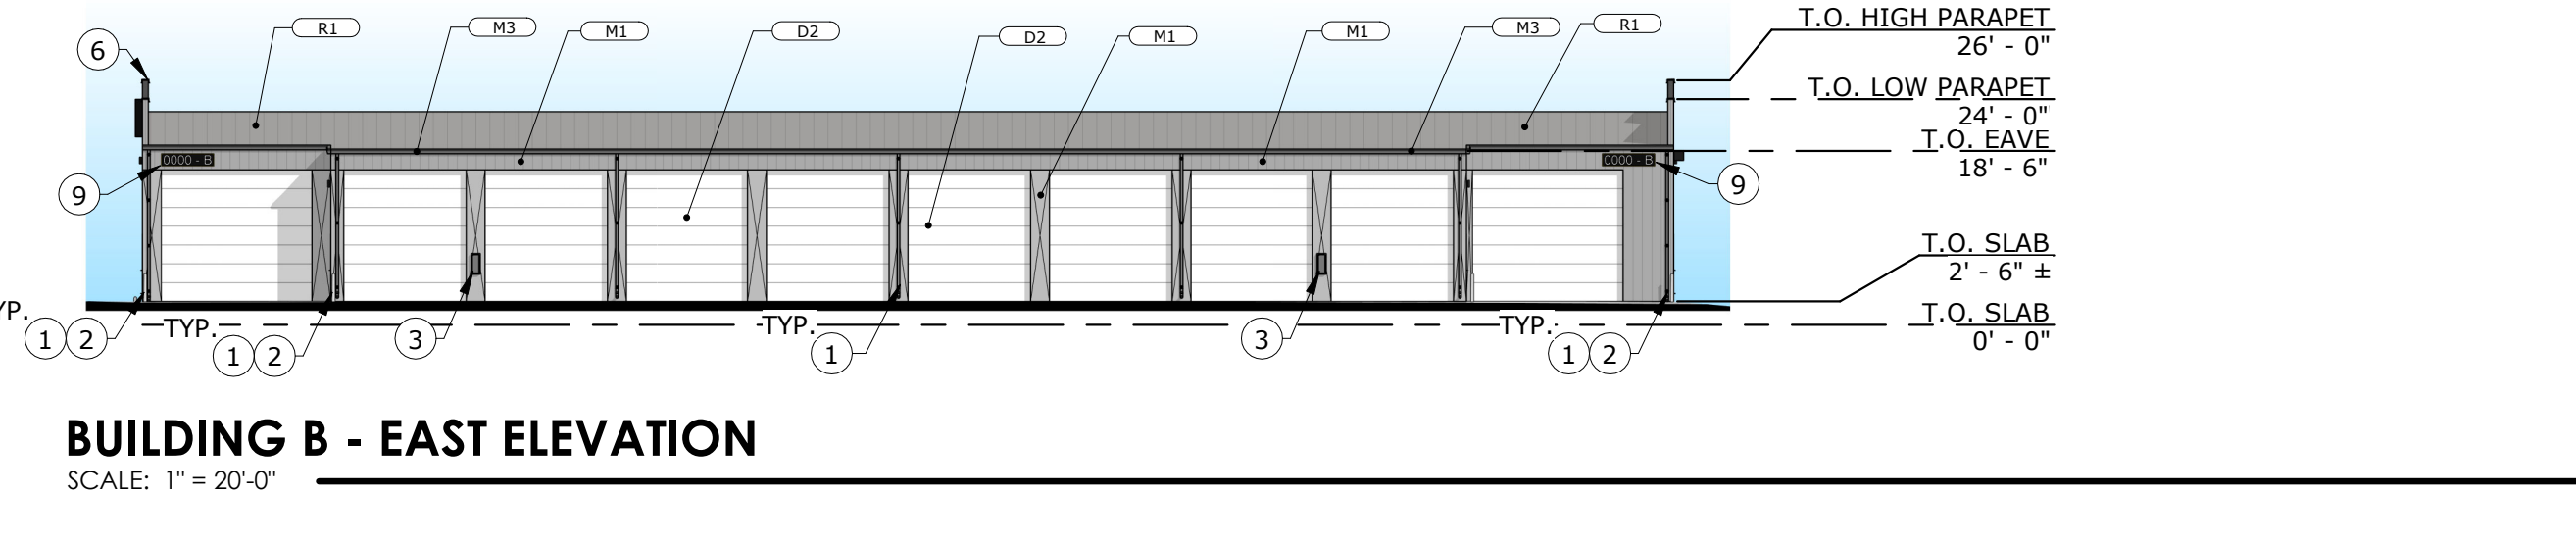 R1
M3
M1
D2
D2
M1
M1
M3
R1
6
9
0000 - B
0000 - B
9
T.O. HIGH PARAPET
26' - 0"
T.O. LOW PARAPET
24' - 0"
T.O. EAVE
18' - 6"
T.O. SLAB
2' - 6" ±
T.O. SLAB
0' - 0"
YP.
TYP.
TYP.
TYP.
1 2
1 2
3
1
3
1 2
BUILDING B - EAST ELEVATION
SCALE: 1" = 20'-0"